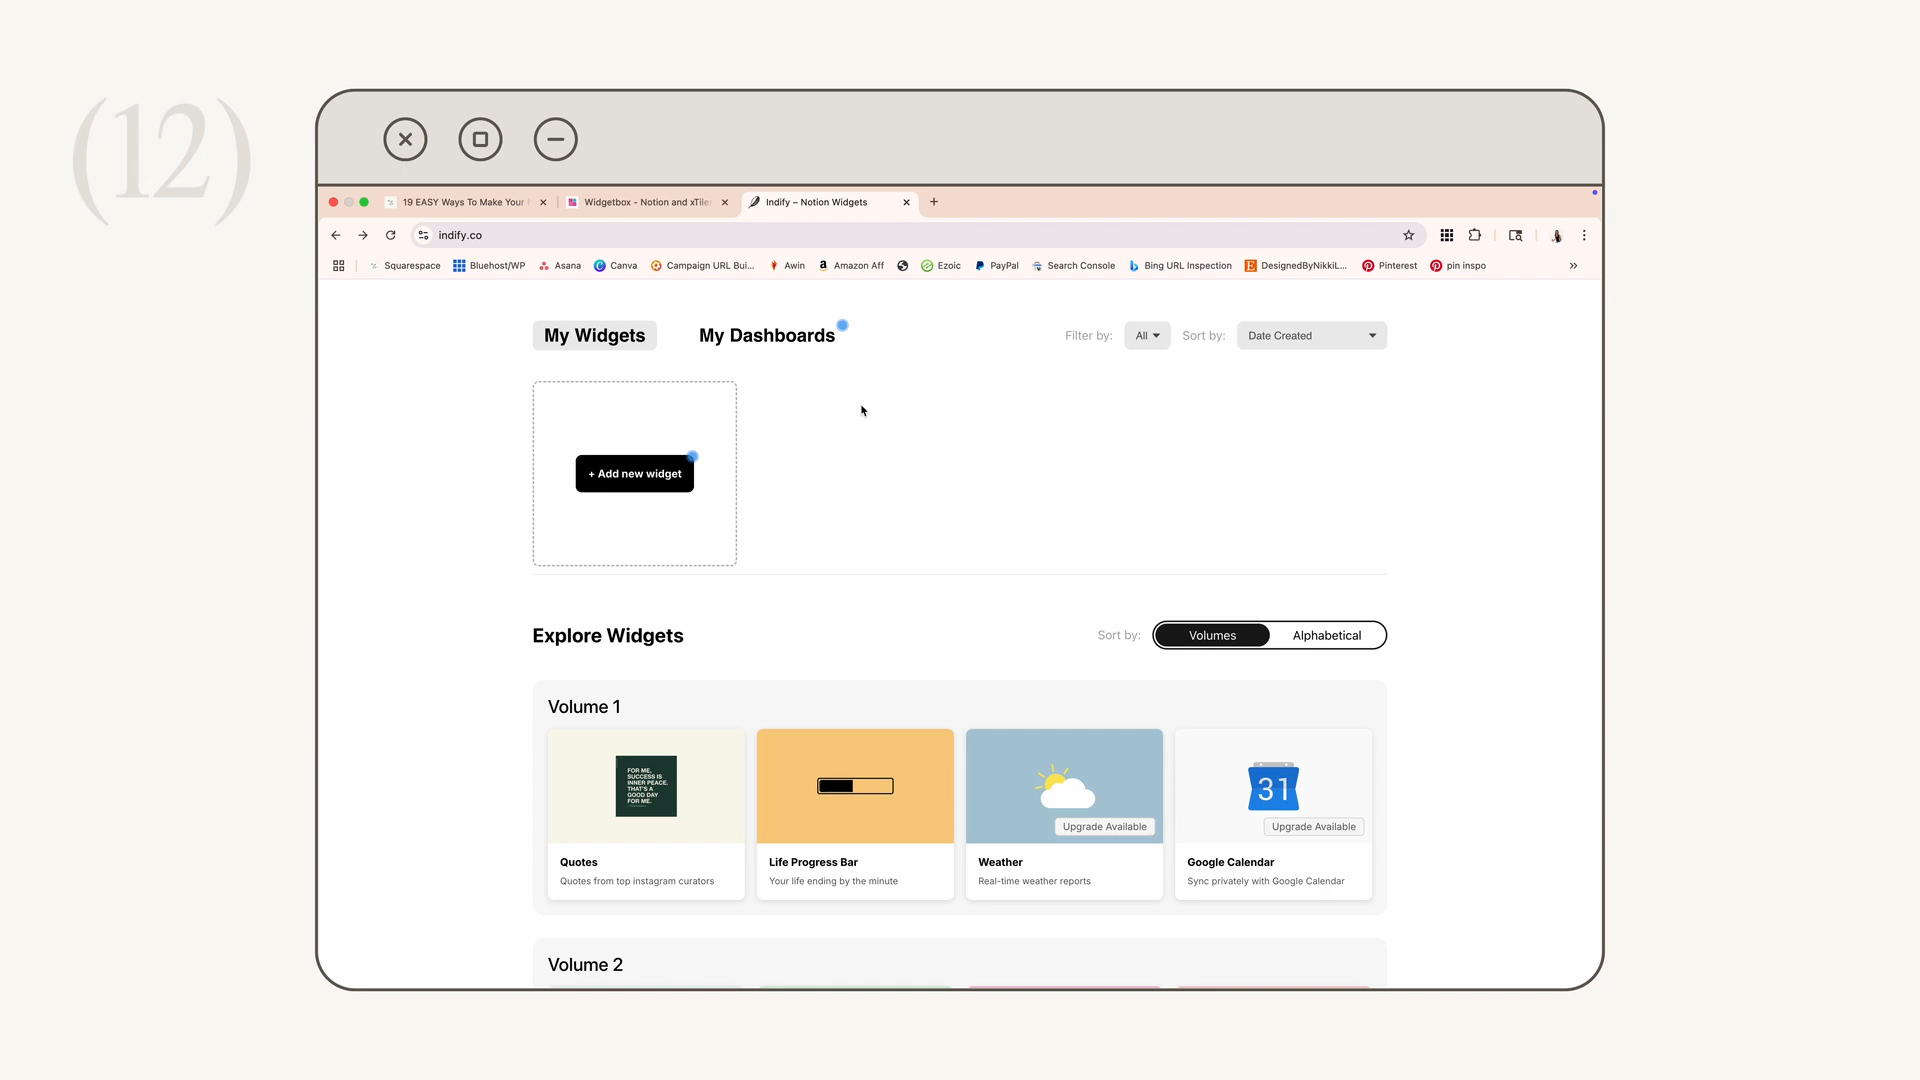 (12)
19 EASY Ways To Make Your
Widgetbox - Notion and xTiles
Indify – Notion Widgets
indify.co
Squarespace
Bluehost/WP
Asana
Canva
Campaign URL Bui...
Awin
Amazon Aff
Ezoic
PayPal
Search Console
Bing URL Inspection
DesignedByNikkiL...
Pinterest
pin inspo
My Widgets
My Dashboards
Filter by:
All
Sort by:
Date Created
+ Add new widget
Explore Widgets
Sort by:
Volumes
Alphabetical
Volume 1
FOR ME,
SUCCESS IS
INNER PEACE.
THAT'S A
GOOD DAY
FOR ME.
31
Upgrade Available
Upgrade Available
Quotes
Quotes from top instagram curators
Life Progress Bar
Your life ending by the minute
Weather
Real-time weather reports
Google Calendar
Sync privately with Google Calendar
Volume 2